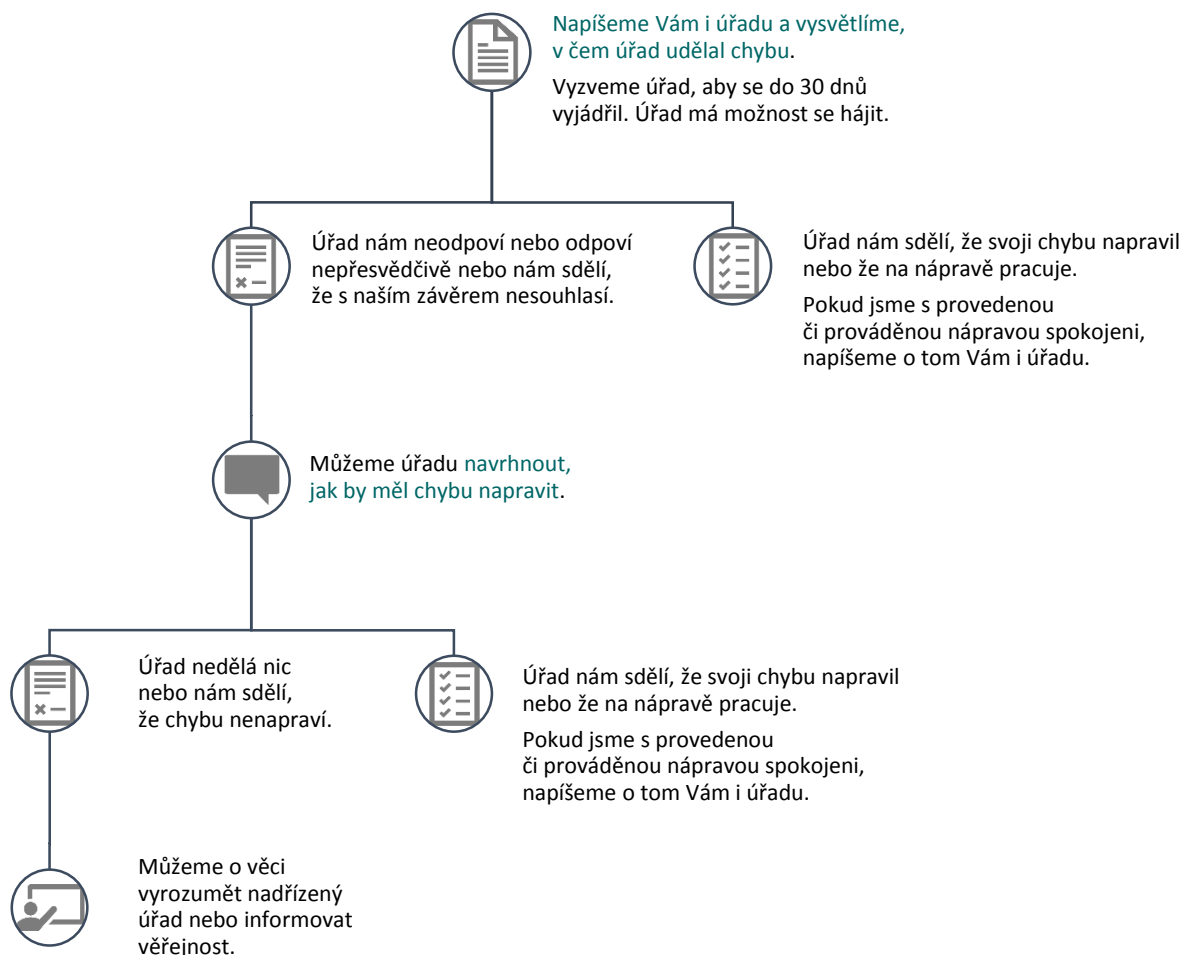 Napíšeme Vám i úřadu a vysvětlíme,
v čem úřad udělal chybu.
Vyzveme úřad, aby se do 30 dnů
vyjádřil. Úřad má možnost se hájit.
Úřad nám neodpoví nebo odpoví
nepřesvědčivě nebo nám sdělí,
že s naším závěrem nesouhlasí.
Úřad nám sdělí, že svoji chybu napravil
nebo že na nápravě pracuje.
Pokud jsme s provedenou
či prováděnou nápravou spokojeni,
napíšeme o tom Vám i úřadu.
Můžeme úřadu navrhnout,
jak by měl chybu napravit.
Úřad nedělá nic
nebo nám sdělí,
že chybu nenapraví.
Úřad nám sdělí, že svoji chybu napravil
nebo že na nápravě pracuje.
Pokud jsme s provedenou
či prováděnou nápravou spokojeni,
napíšeme o tom Vám i úřadu.
Můžeme o věci
vyrozumět nadřízený
úřad nebo informovat
veřejnost.